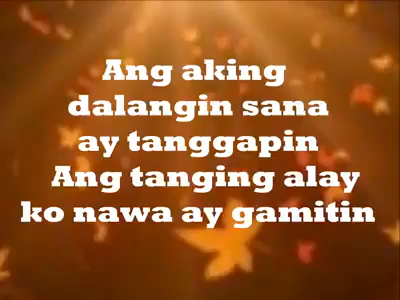 Ang aking
dalangin sana
ay tanggapin
Ang tanging alay
ko nawa ay gamitin